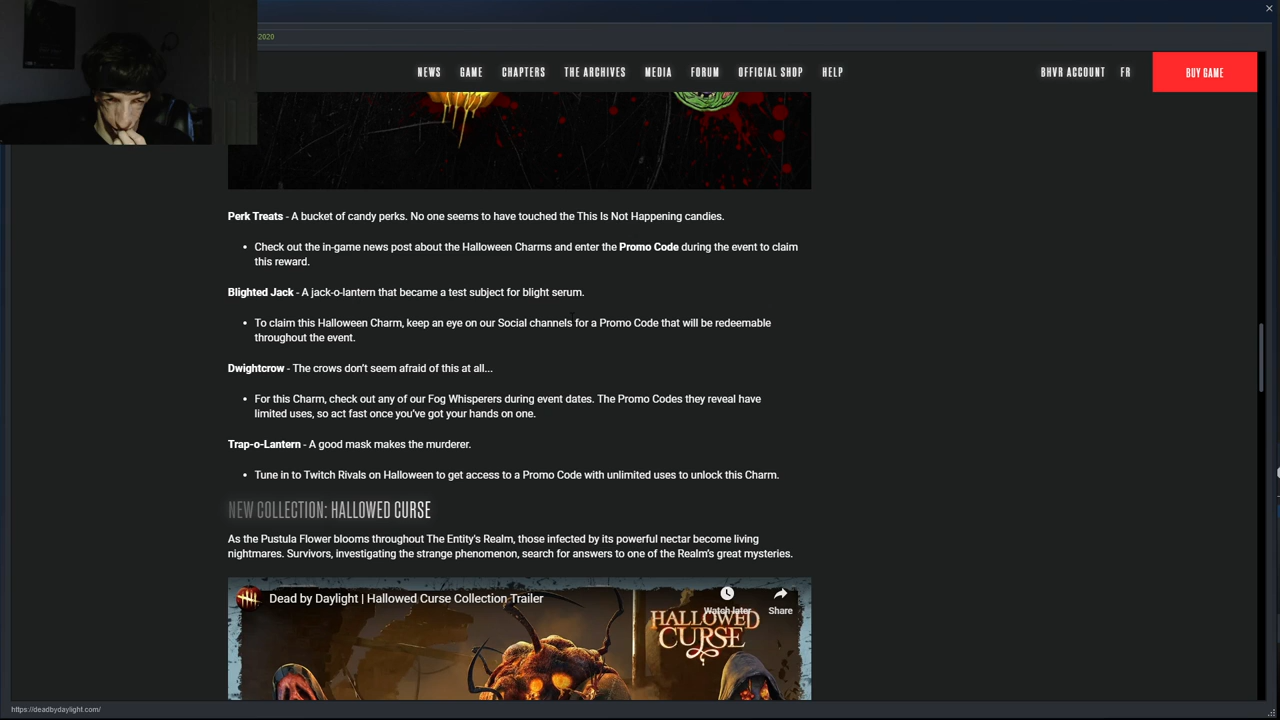 -2020
NEWS GAME CHAPTERS THE ARCHIVES MEDIA FORUM OFFICIAL SHOP HELP BHVR ACCOUNT FR BUY GAME
Perk Treats - A bucket of candy perks. No one seems to have touched the This Is Not Happening candies.
• Check out the in-game news post about the Halloween Charms and enter the Promo Code during the event to claim
this reward.
Blighted Jack - A jack-o-lantern that became a test subject for blight serum.
• To claim this Halloween Charm, keep an eye on our Social channels for a Promo Code that will be redeemable
throughout the event.
Dwightcrow - The crows don’t seem afraid of this at all...
• For this Charm, check out any of our Fog Whisperers during event dates. The Promo Codes they reveal have
limited uses, so act fast once you’ve got your hands on one.
Trap-o-Lantern - A good mask makes the murderer.
• Tune in to Twitch Rivals on Halloween to get access to a Promo Code with unlimited uses to unlock this Charm.
NEW COLLECTION: HALLOWED CURSE
As the Pustula Flower blooms throughout The Entity’s Realm, those infected by its powerful nectar become living
nightmares. Survivors, investigating the strange phenomenon, search for answers to one of the Realm’s great mysteries.
Dead by Daylight | Hallowed Curse Collection Trailer
Watch later Share
HALLOWED
CURSE
https://deadbydaylight.com/